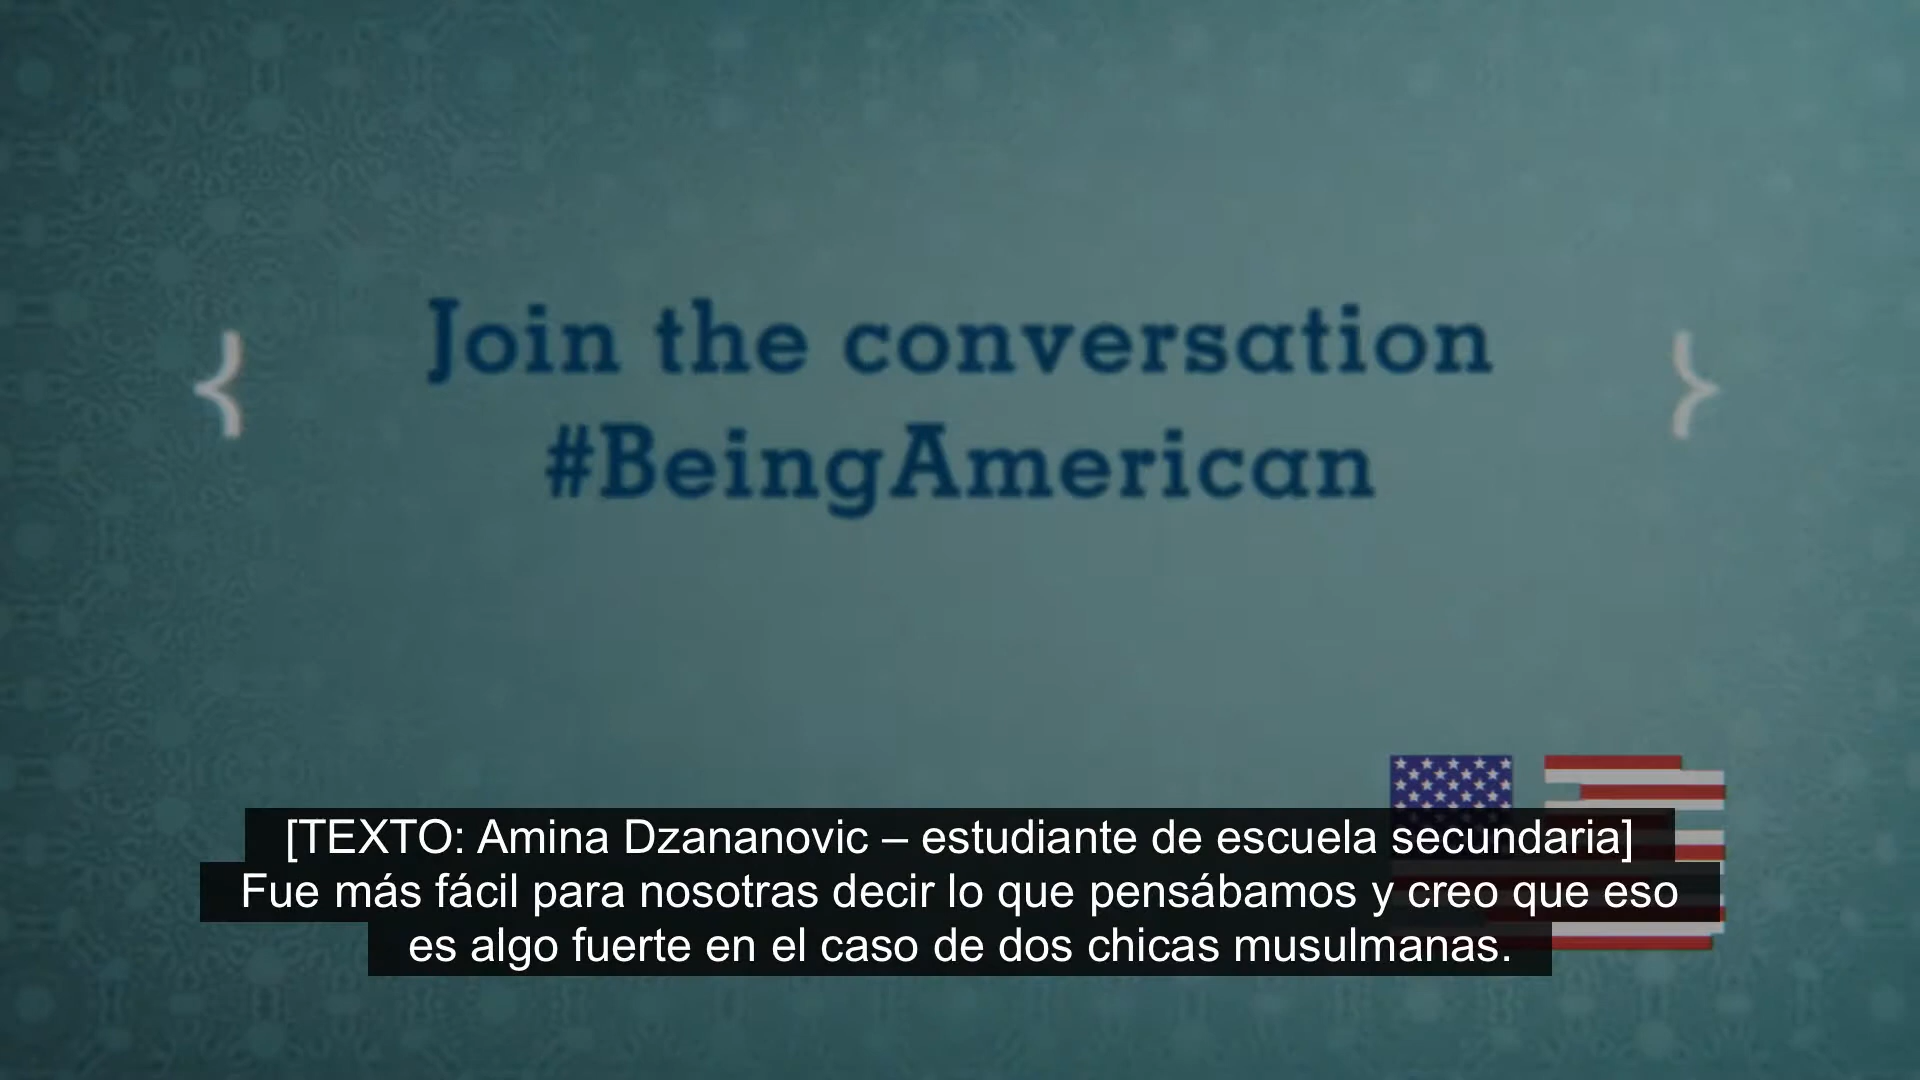 Join the conversation
#BeingAmerican
[TEXTO: Amina Dzananovic – estudiante de escuela secundaria]
Fue más fácil para nosotras decir lo que pensábamos y creo que eso
es algo fuerte en el caso de dos chicas musulmanas.